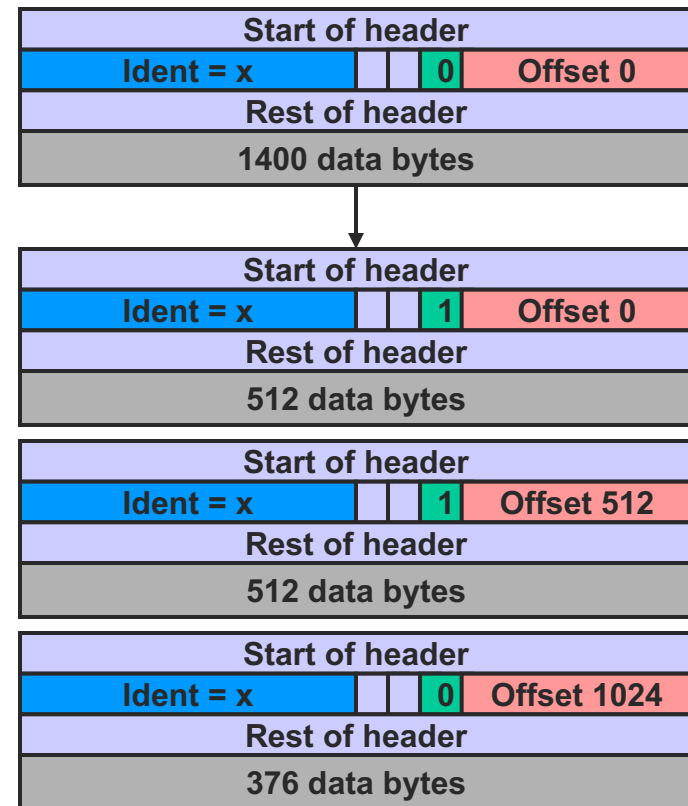 Start of header
Ident = x 0 Offset 0
Rest of header
1400 data bytes
Start of header
Ident = x 1 Offset 0
Rest of header
512 data bytes
Start of header
Ident = x 1 Offset 512
Rest of header
512 data bytes
Start of header
Ident = x 0 Offset 1024
Rest of header
376 data bytes